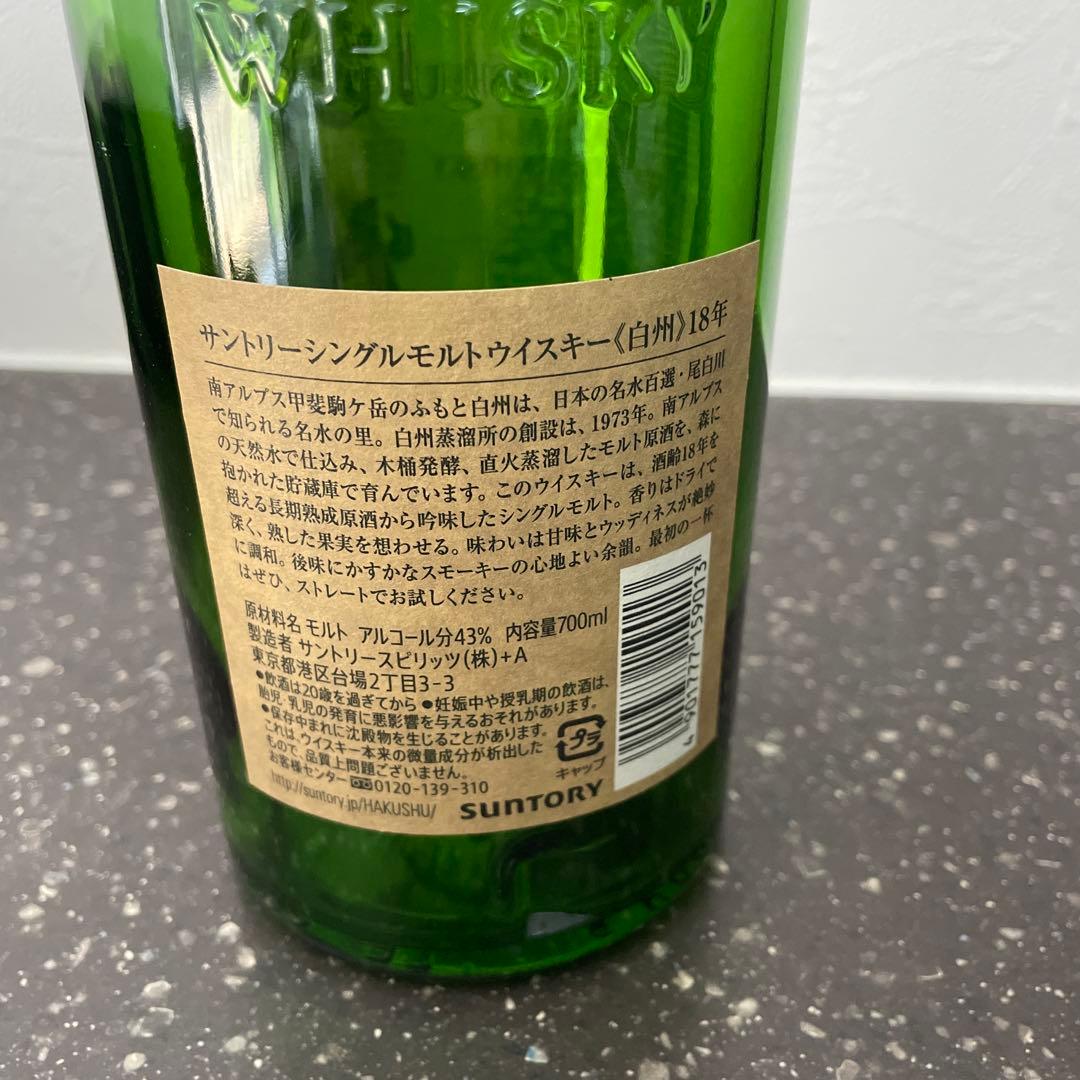 WHISKY
サントリーシングルモルトウイスキー《白州》18年
南アルプス甲斐駒ケ岳のふもと白州は、日本の名水百選・尾白川
で知られる名水の里。白州蒸溜所の創設は、1973年。南アルプス
の天然水で仕込み、木桶発酵、直火蒸溜したモルト原酒を、森に
抱かれた貯蔵庫で育んでいます。このウイスキーは、酒齢18年を
超える長期熟成原酒から吟味したシングルモルト。香りはドライで
深く、熟した果実を想わせる。味わいは甘味とウッディネスが絶妙
に調和。後味にかすかなスモーキーの心地よい余韻。最初の一杯
はぜひ、ストレートでお試しください。
原材料名 モルト アルコール分43% 内容量700ml
製造者 サントリースピリッツ(株)+A
東京都港区台場2丁目3-3
●飲酒は20歳を過ぎてから ●妊娠中や授乳期の飲酒は、
胎児・乳児の発育に悪影響を与えるおそれがあります。
●保存中まれに沈殿物を生じることがあります。
これは、ウイスキー本来の微量成分が析出した
もので、品質上問題ございません。
お客様センター 0120-139-310
http://suntory.jp/HAKUSHU/
SUNTORY
プラ
キャップ
4 901777 159013